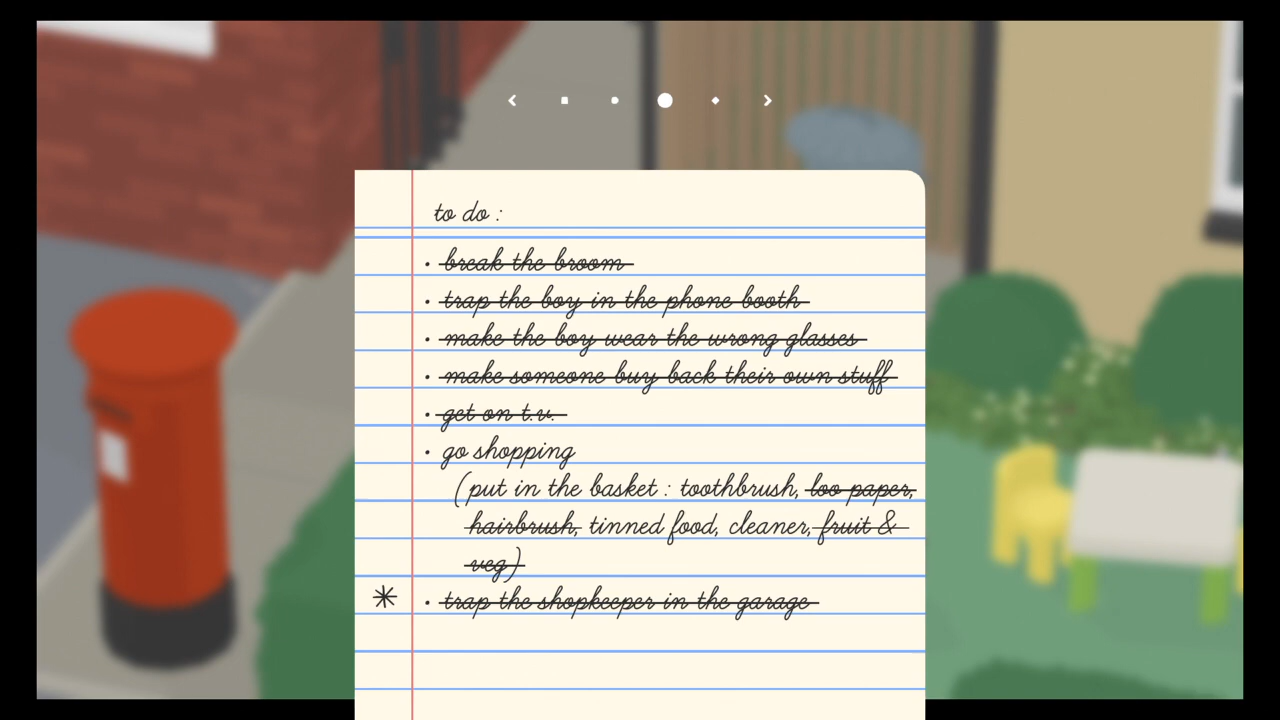 to do :
• break the broom
• trap the boy in the phone booth
• make the boy wear the wrong glasses
• make someone buy back their own stuff
• get on t.v.
• go shopping
(put in the basket : toothbrush, loo paper,
hairbrush, tinned food, cleaner, fruit &
veg)
• trap the shopkeeper in the garage